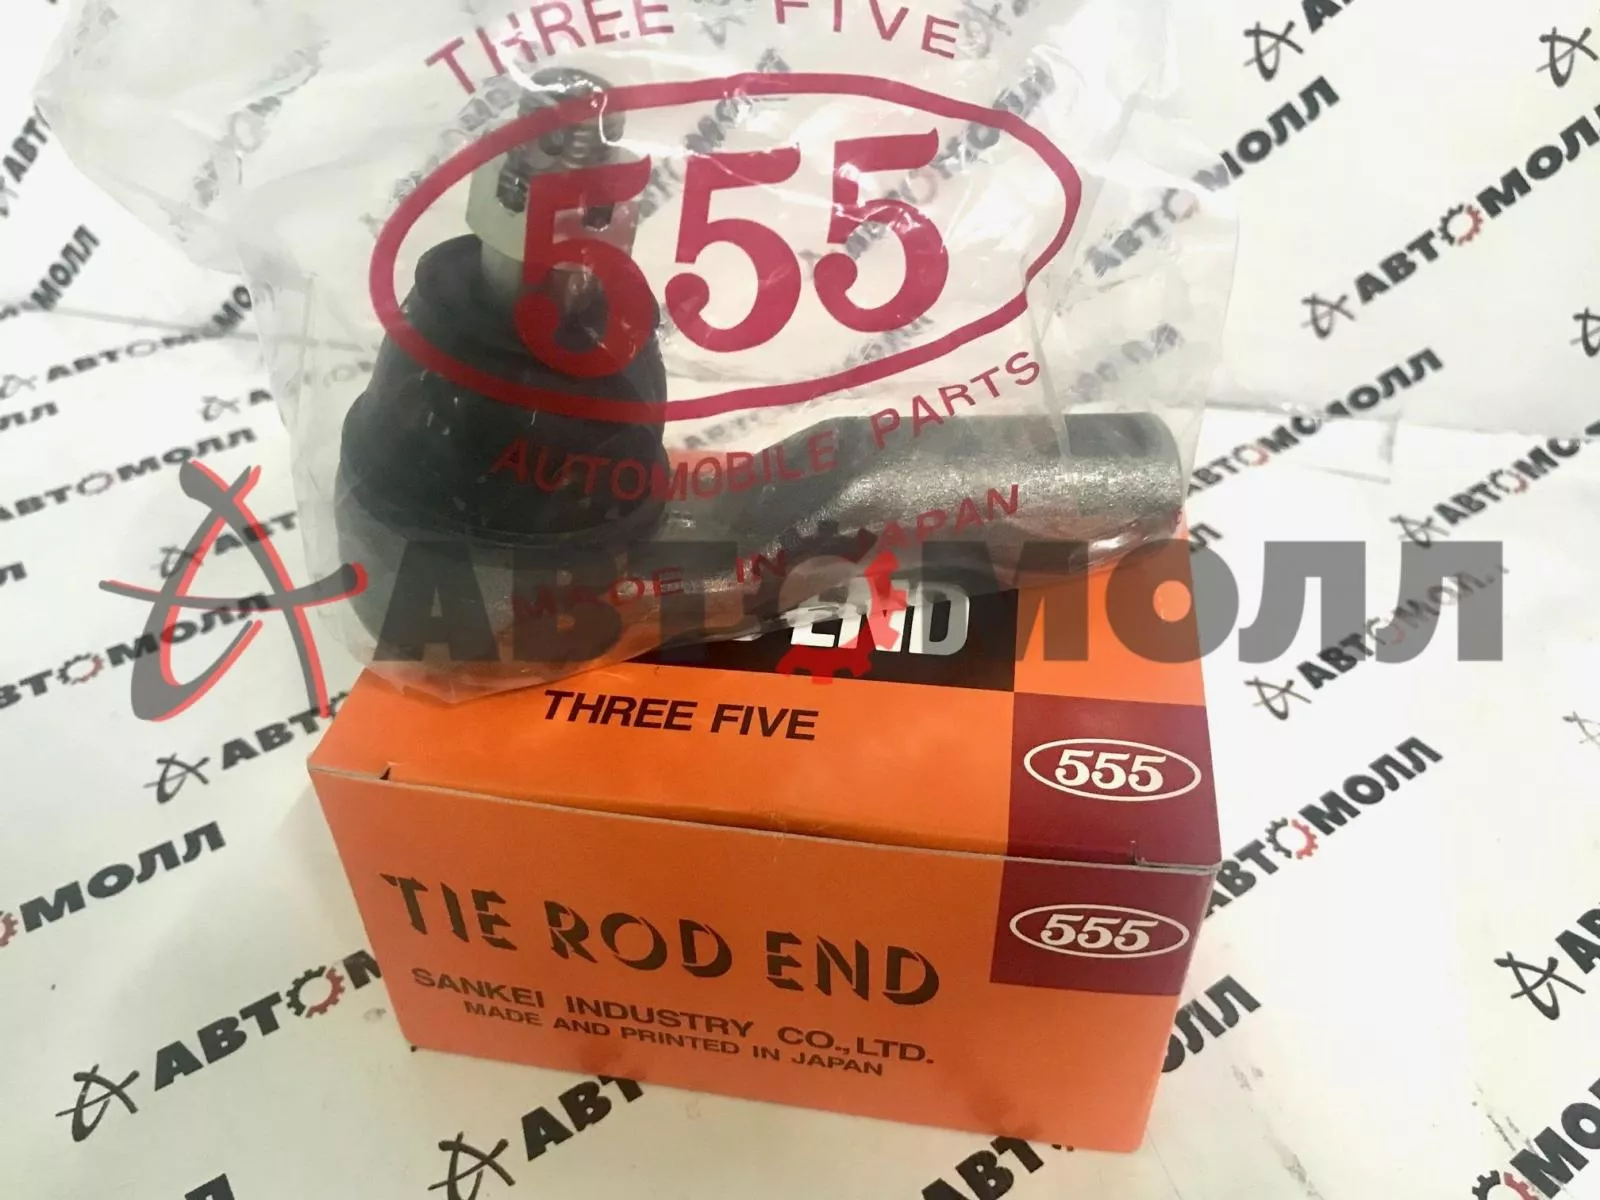 THREE FIVE
555
AUTOMOBILE PARTS
MADE IN JAPAN
АВТОМОЛЛ
END
THREE FIVE
555
555
TIE ROD END
SANKEI INDUSTRY CO., LTD.
MADE AND PRINTED IN JAPAN